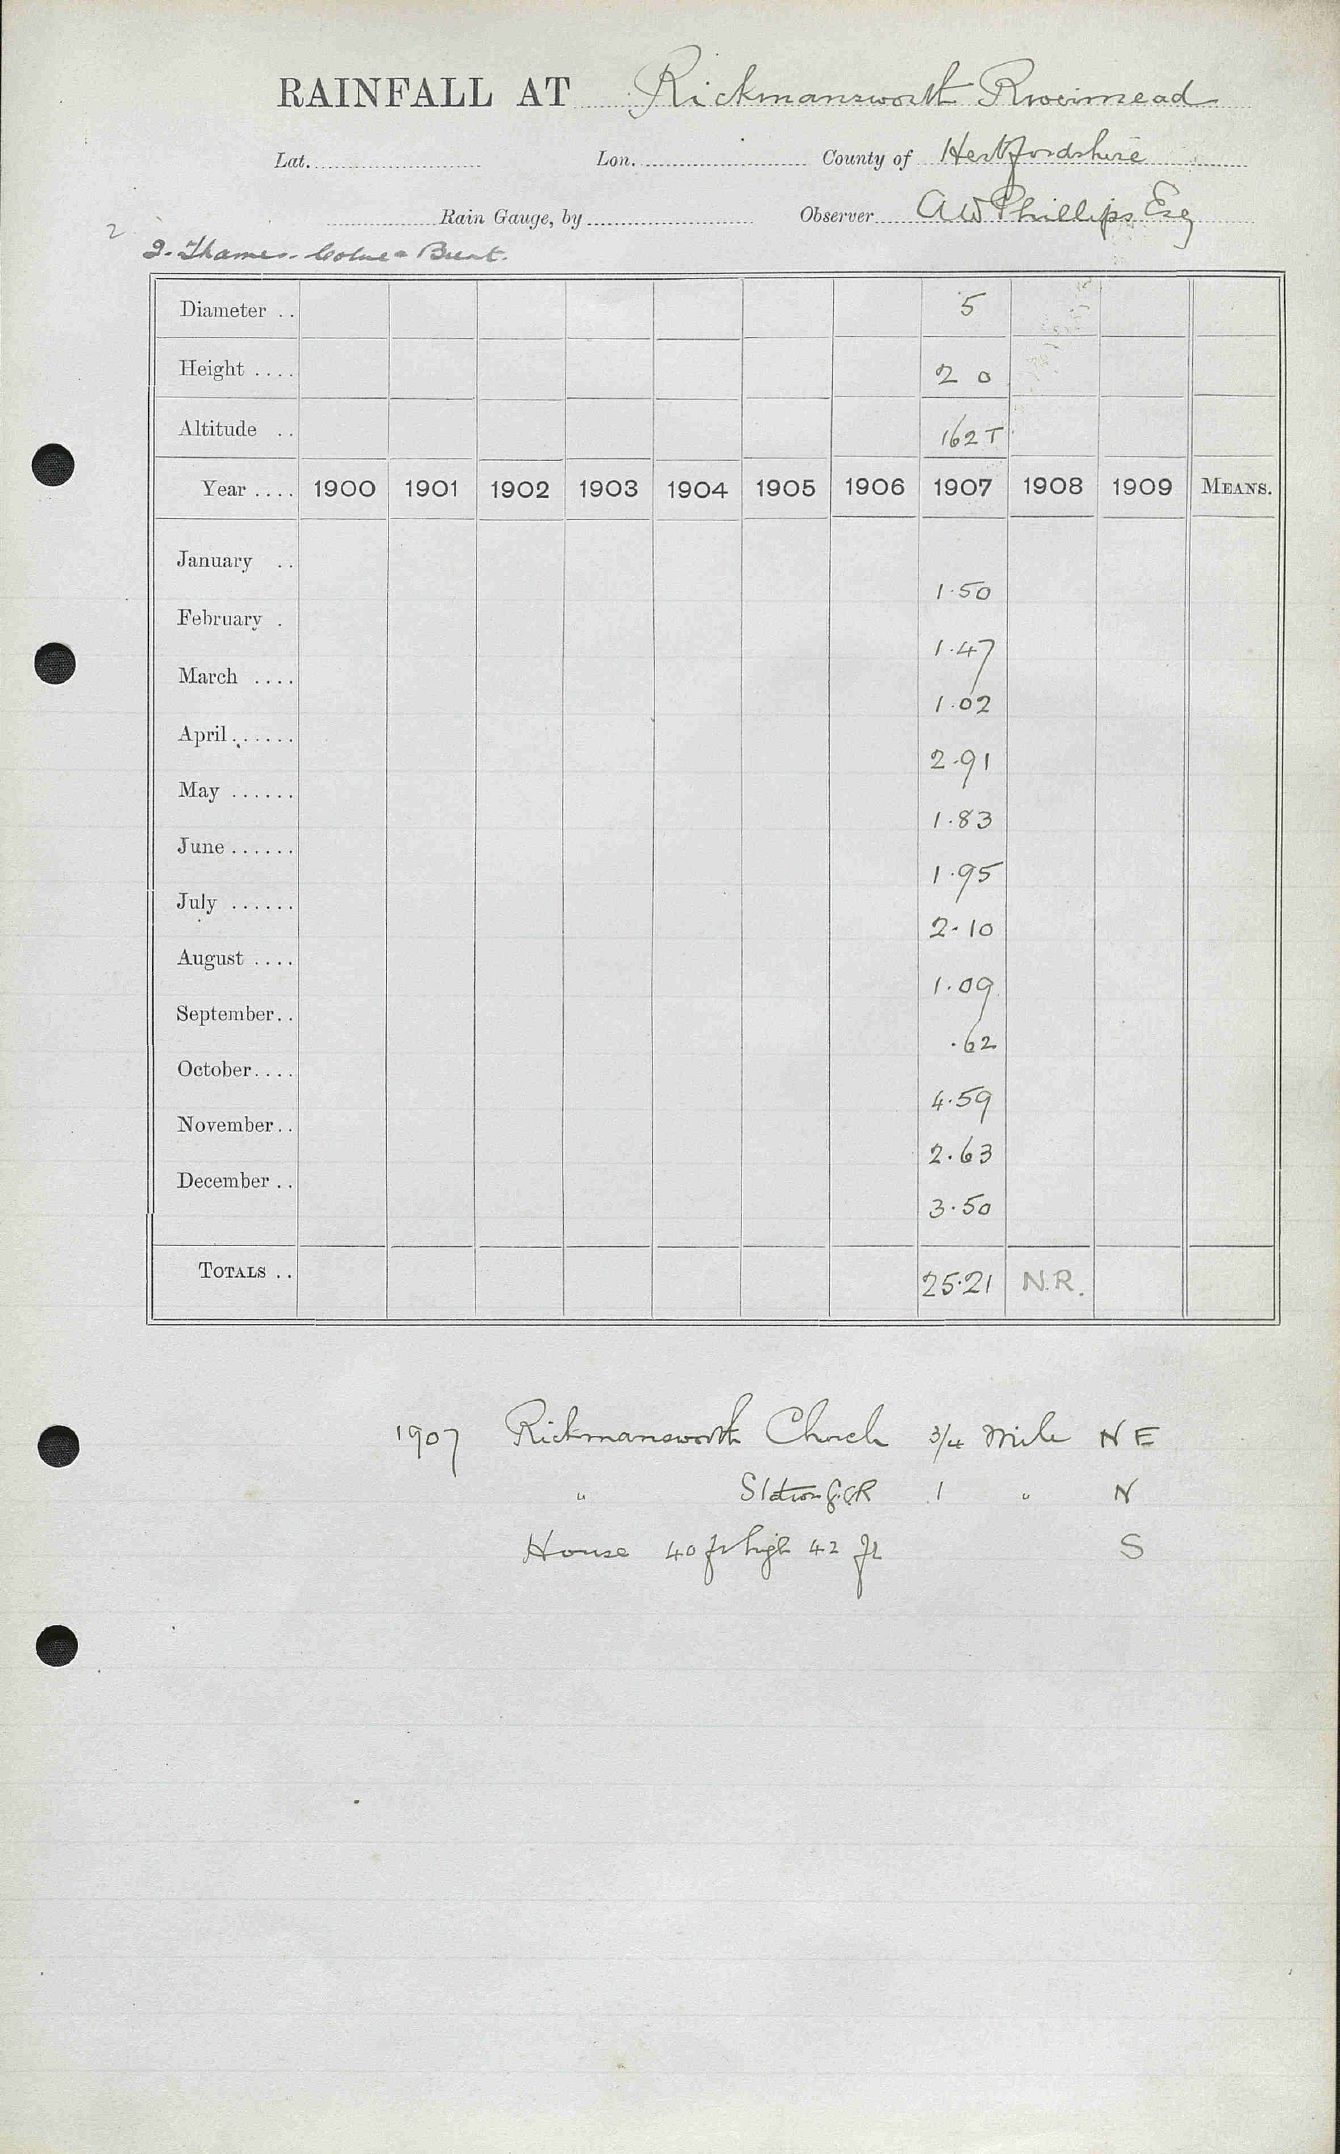 RAINFALL AT Rickmansworth Rivermead
Lat. Lon. County of Hertfordshire
Rain Gauge, by Observer A W Phillips Esq
2
2. Thames. Colne & Brent.
Diameter .. 5
Height .... 2 0
Altitude .. 162 T
Year .... 1900 1901 1902 1903 1904 1905 1906 1907 1908 1909 MEANS.
January .. 1.50
February . 1.47
March .... 1.02
April ...... 2.91
May ...... 1.83
June ...... 1.95
July ...... 2.10
August .... 1.09
September .. .62
October .... 4.59
November .. 2.63
December .. 3.50
TOTALS .. 25.21 N.R.
1907 Rickmansworth Church 3/4 Mile N E
" Station 1 " N
House 40 ft high 42 ft S